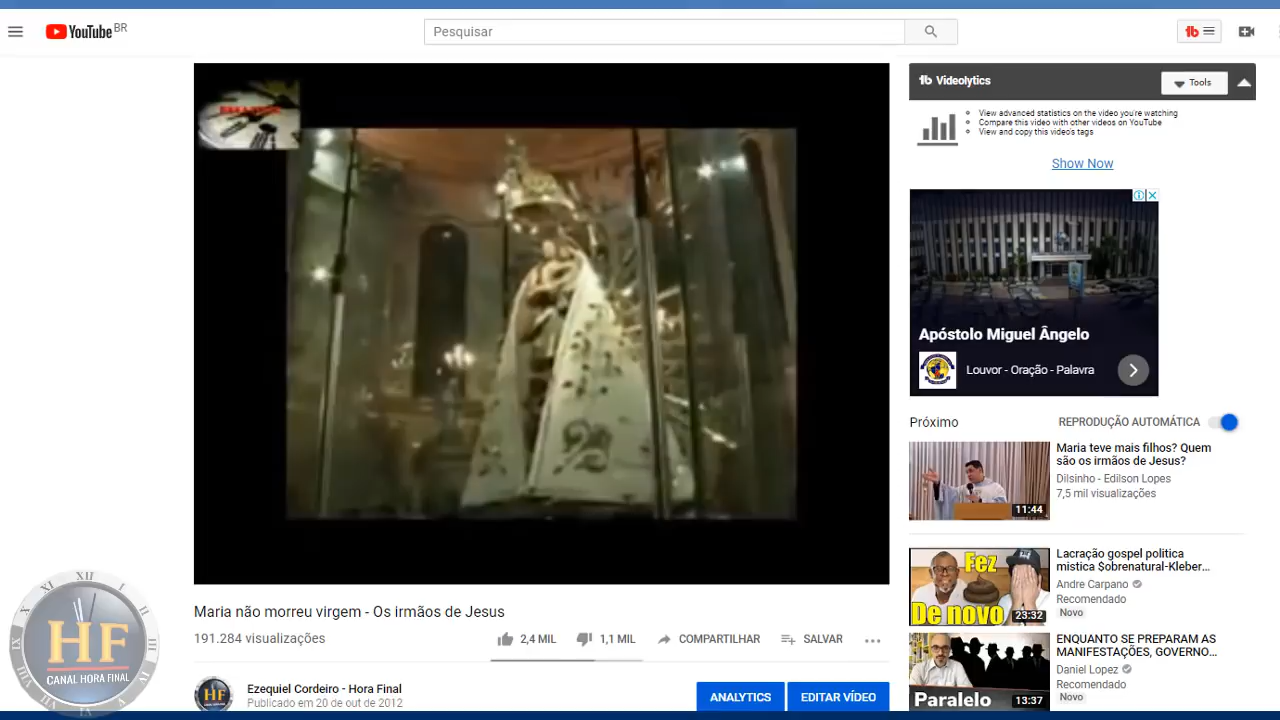 YouTube BR
Pesquisar
Videolytics
Tools
View advanced statistics on the video you're watching
Compare this video with other videos on YouTube
View and copy this video's tags
Show Now
Apóstolo Miguel Ângelo
Louvor - Oração - Palavra
Próximo
REPRODUÇÃO AUTOMÁTICA
Maria teve mais filhos? Quem
são os irmãos de Jesus?
Dilsinho - Edilson Lopes
7,5 mil visualizações
11:44
Lacração gospel politica
mistica $obrenatural-Kleber...
Andre Carpano
Recomendado
Novo
Fez
De novo
23:32
ENQUANTO SE PREPARAM AS
MANIFESTAÇÕES, GOVERNO...
Daniel Lopez
Recomendado
Novo
Paralelo
13:37
Maria não morreu virgem - Os irmãos de Jesus
191.284 visualizações
2,4 MIL
1,1 MIL
COMPARTILHAR
SALVAR
Ezequiel Cordeiro - Hora Final
Publicado em 20 de out de 2012
ANALYTICS
EDITAR VÍDEO
XII
HF
CANAL HORA FINAL